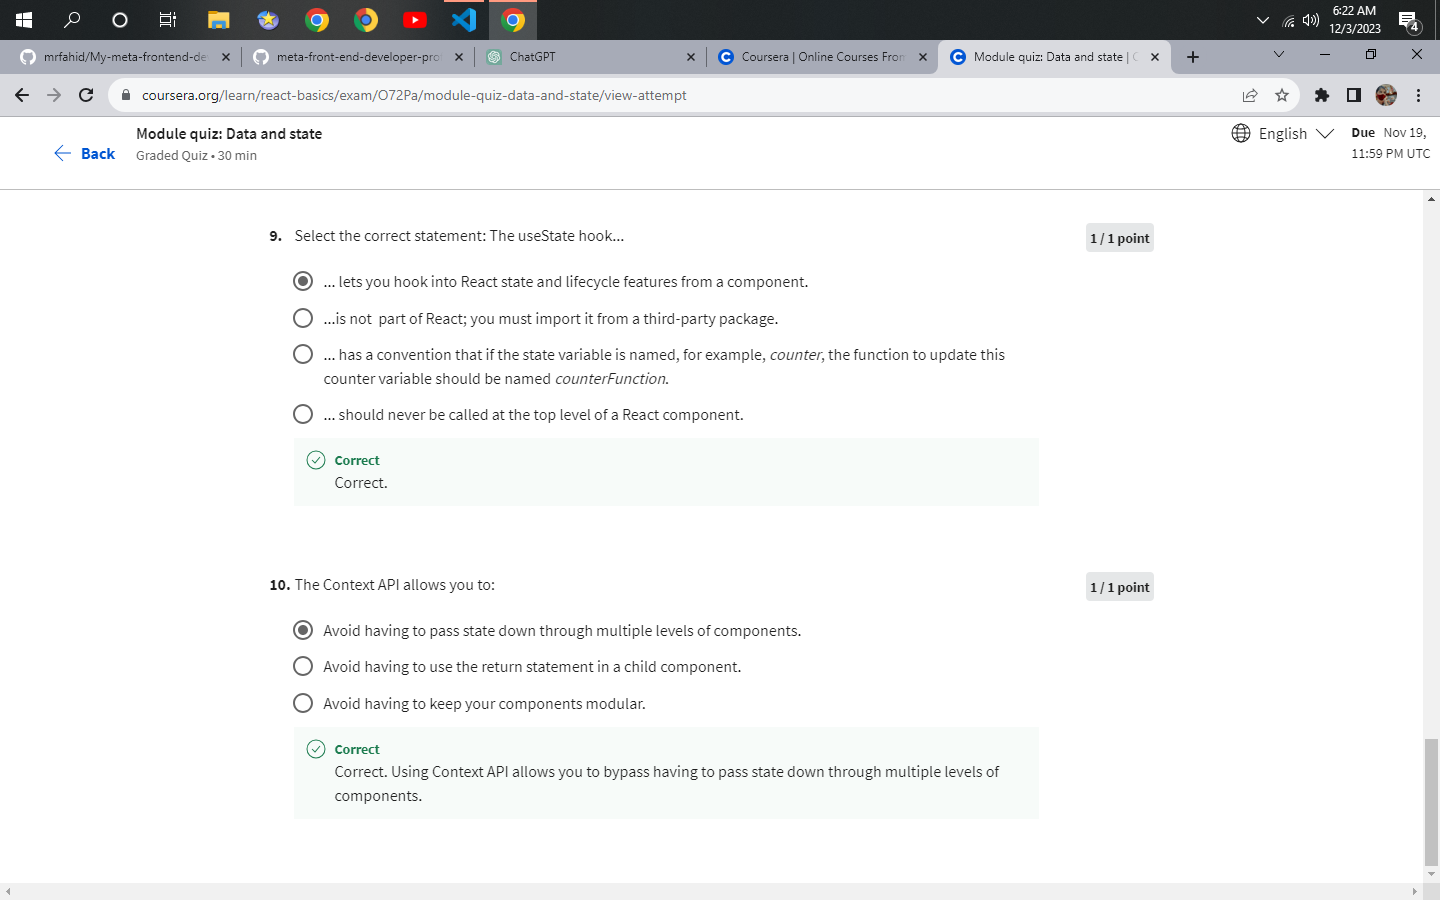 6:22 AM
12/3/2023
4
mrfahid/My-meta-frontend-de
meta-front-end-developer-pro
ChatGPT
Coursera | Online Courses From
Module quiz: Data and state | C
coursera.org/learn/react-basics/exam/O72Pa/module-quiz-data-and-state/view-attempt
Back
Module quiz: Data and state
Graded Quiz • 30 min
English
Due Nov 19,
11:59 PM UTC
9. Select the correct statement: The useState hook...
1 / 1 point
... lets you hook into React state and lifecycle features from a component.
...is not part of React; you must import it from a third-party package.
... has a convention that if the state variable is named, for example, counter, the function to update this
counter variable should be named counterFunction.
... should never be called at the top level of a React component.
Correct
Correct.
10. The Context API allows you to:
1 / 1 point
Avoid having to pass state down through multiple levels of components.
Avoid having to use the return statement in a child component.
Avoid having to keep your components modular.
Correct
Correct. Using Context API allows you to bypass having to pass state down through multiple levels of
components.